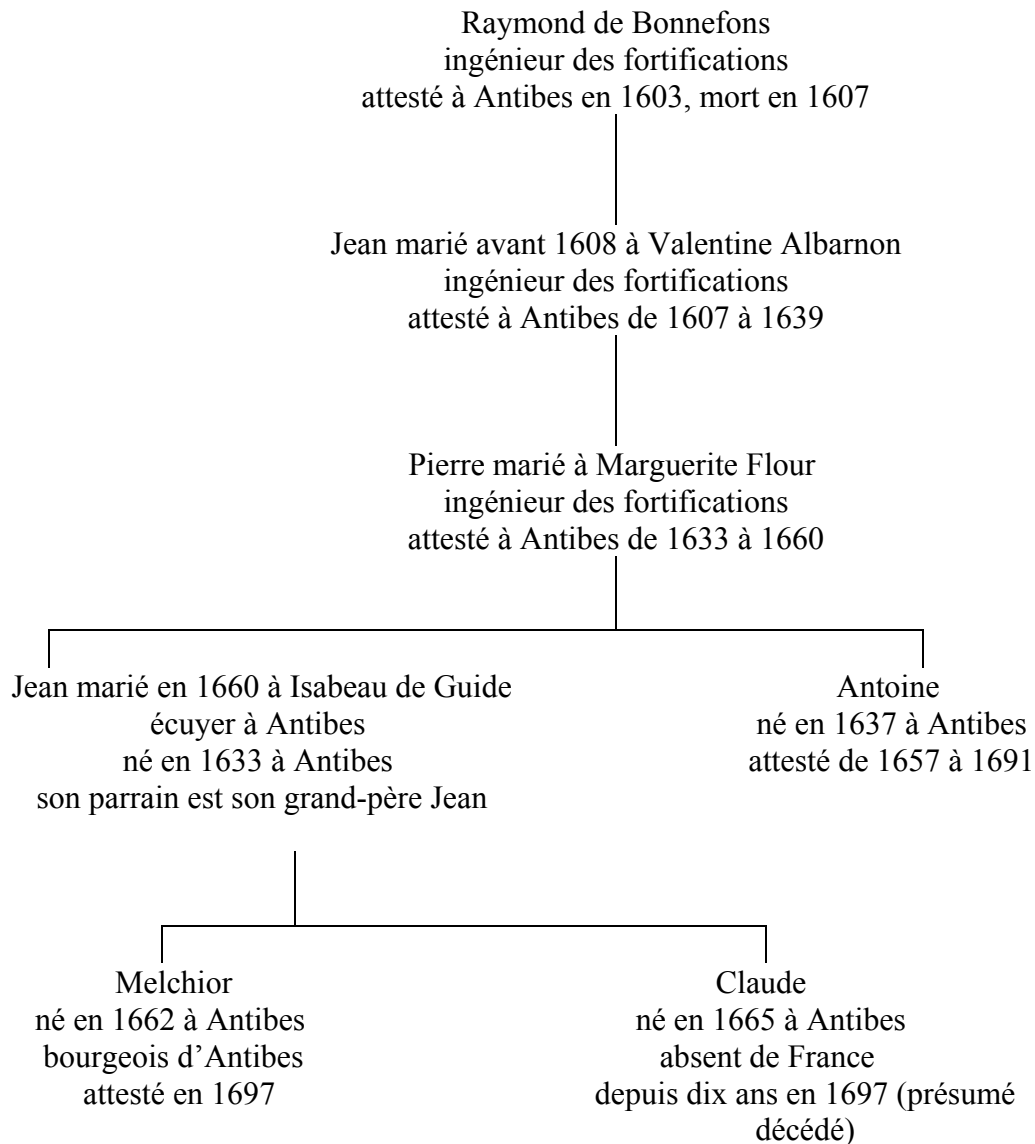 Raymond de Bonnefons
ingénieur des fortifications
attesté à Antibes en 1603, mort en 1607
Jean marié avant 1608 à Valentine Albarnon
ingénieur des fortifications
attesté à Antibes de 1607 à 1639
Pierre marié à Marguerite Flour
ingénieur des fortifications
attesté à Antibes de 1633 à 1660
Jean marié en 1660 à Isabeau de Guide
écuyer à Antibes
né en 1633 à Antibes
son parrain est son grand-père Jean
Antoine
né en 1637 à Antibes
attesté de 1657 à 1691
Melchior
né en 1662 à Antibes
bourgeois d’Antibes
attesté en 1697
Claude
né en 1665 à Antibes
absent de France
depuis dix ans en 1697 (présumé
décédé)